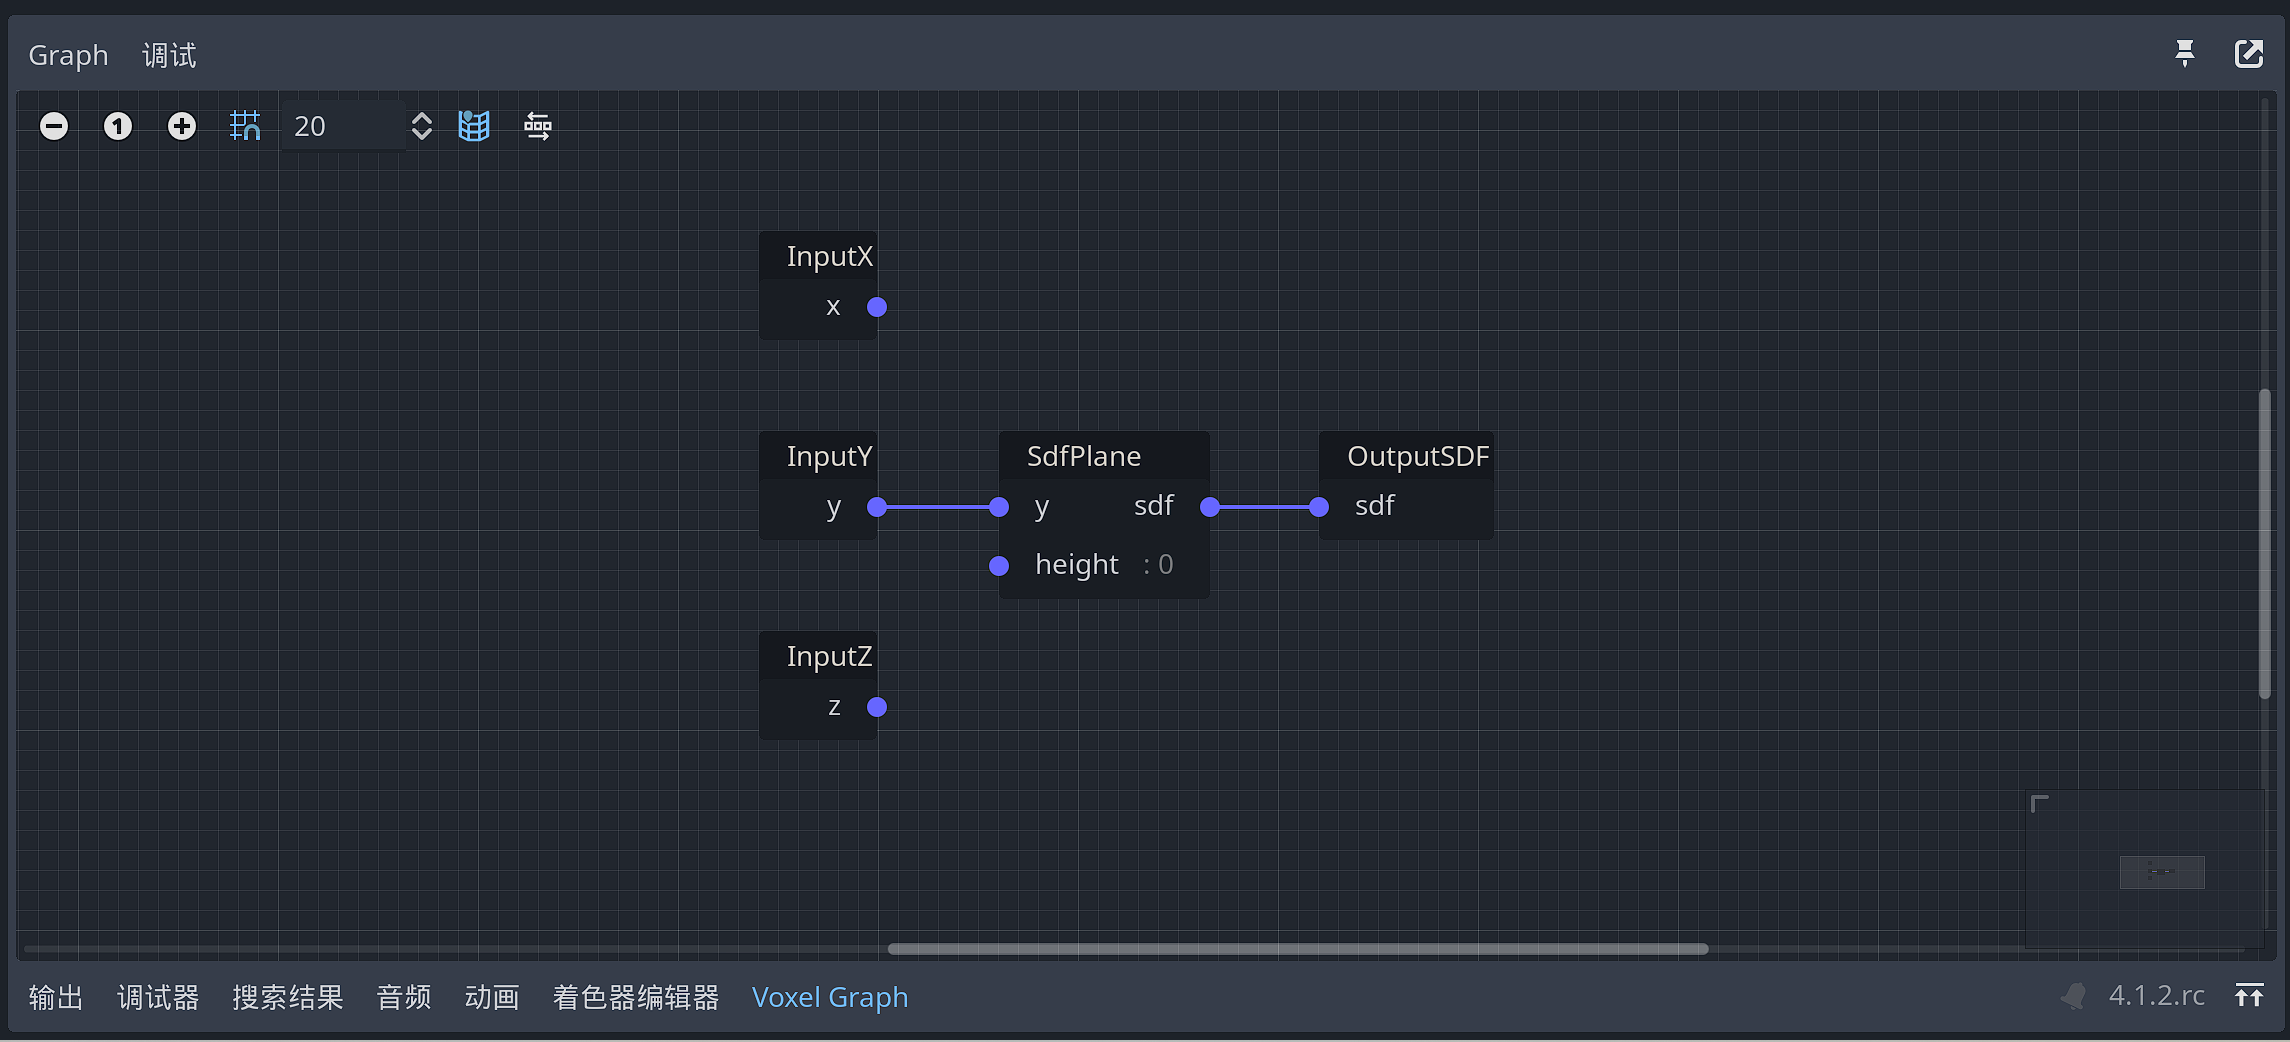 Graph 调试
20
InputX
x
InputY SdfPlane OutputSDF
y y sdf sdf
height : 0
InputZ
z
输出 调试器 搜索结果 音频 动画 着色器编辑器 Voxel Graph 4.1.2.rc